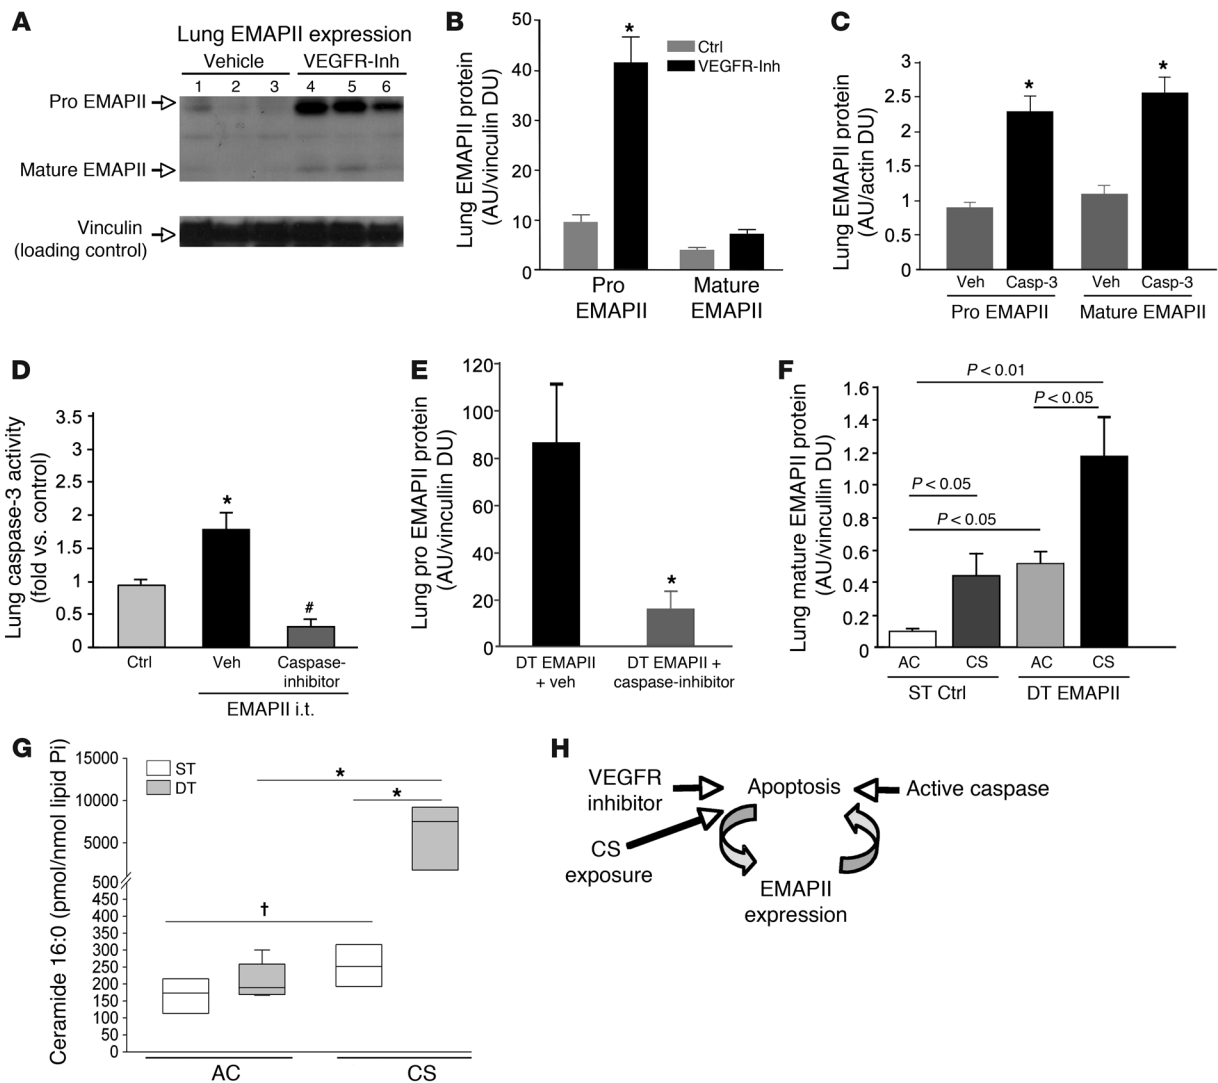 A
Lung EMAPII expression
Vehicle
VEGFR-Inh
1 2 3 4 5 6
Pro EMAPII
Mature EMAPII
Vinculin
(loading control)
B
Lung EMAPII protein
(AU/vinculin DU)
50
40
30
20
10
0
*
Ctrl
VEGFR-Inh
Pro
EMAPII
Mature
EMAPII
C
Lung EMAPII protein
(AU/actin DU)
3
2.5
2
1.5
1
0.5
0
*
*
Veh
Casp-3
Veh
Casp-3
Pro EMAPII
Mature EMAPII
D
Lung caspase-3 activity
(fold vs. control)
3.5
3
2.5
2
1.5
1
0.5
0
*
#
Ctrl
Veh
Caspase-
inhibitor
EMAPII i.t.
E
Lung pro EMAPII protein
(AU/vincullin DU)
120
100
80
60
40
20
0
*
DT EMAPII
+ veh
DT EMAPII +
caspase-inhibitor
F
Lung mature EMAPII protein
(AU/vincullin DU)
1.6
1.4
1.2
1.0
0.8
0.6
0.4
0.2
0
P < 0.01
P < 0.05
P < 0.05
P < 0.05
AC
CS
AC
CS
ST Ctrl
DT EMAPII
G
Ceramide 16:0 (pmol/nmol lipid Pi)
15000
10000
5000
500
450
400
350
300
250
200
150
100
50
0
ST
DT
*
*
†
AC
CS
H
VEGFR
inhibitor
Apoptosis
Active caspase
CS
exposure
EMAPII
expression